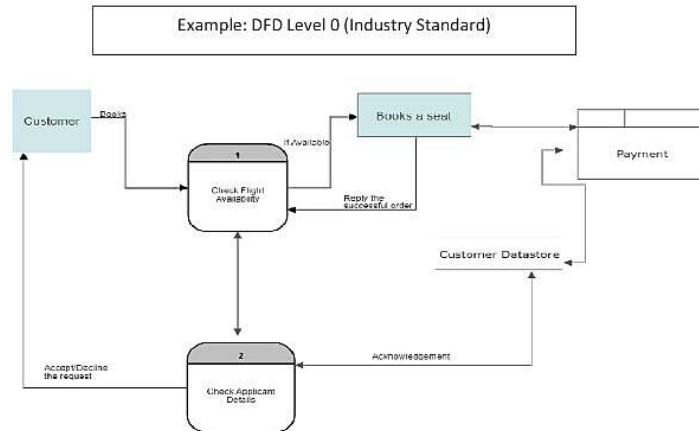 Example: DFD Level 0 (Industry Standard)
Customer
Books
Books a seat
If Available
1
Check Flight
Availability
Payment
Reply the
successful order
Customer Datastore
2
Acknowledgement
Accept/Decline
the request
Check Applicant
Details